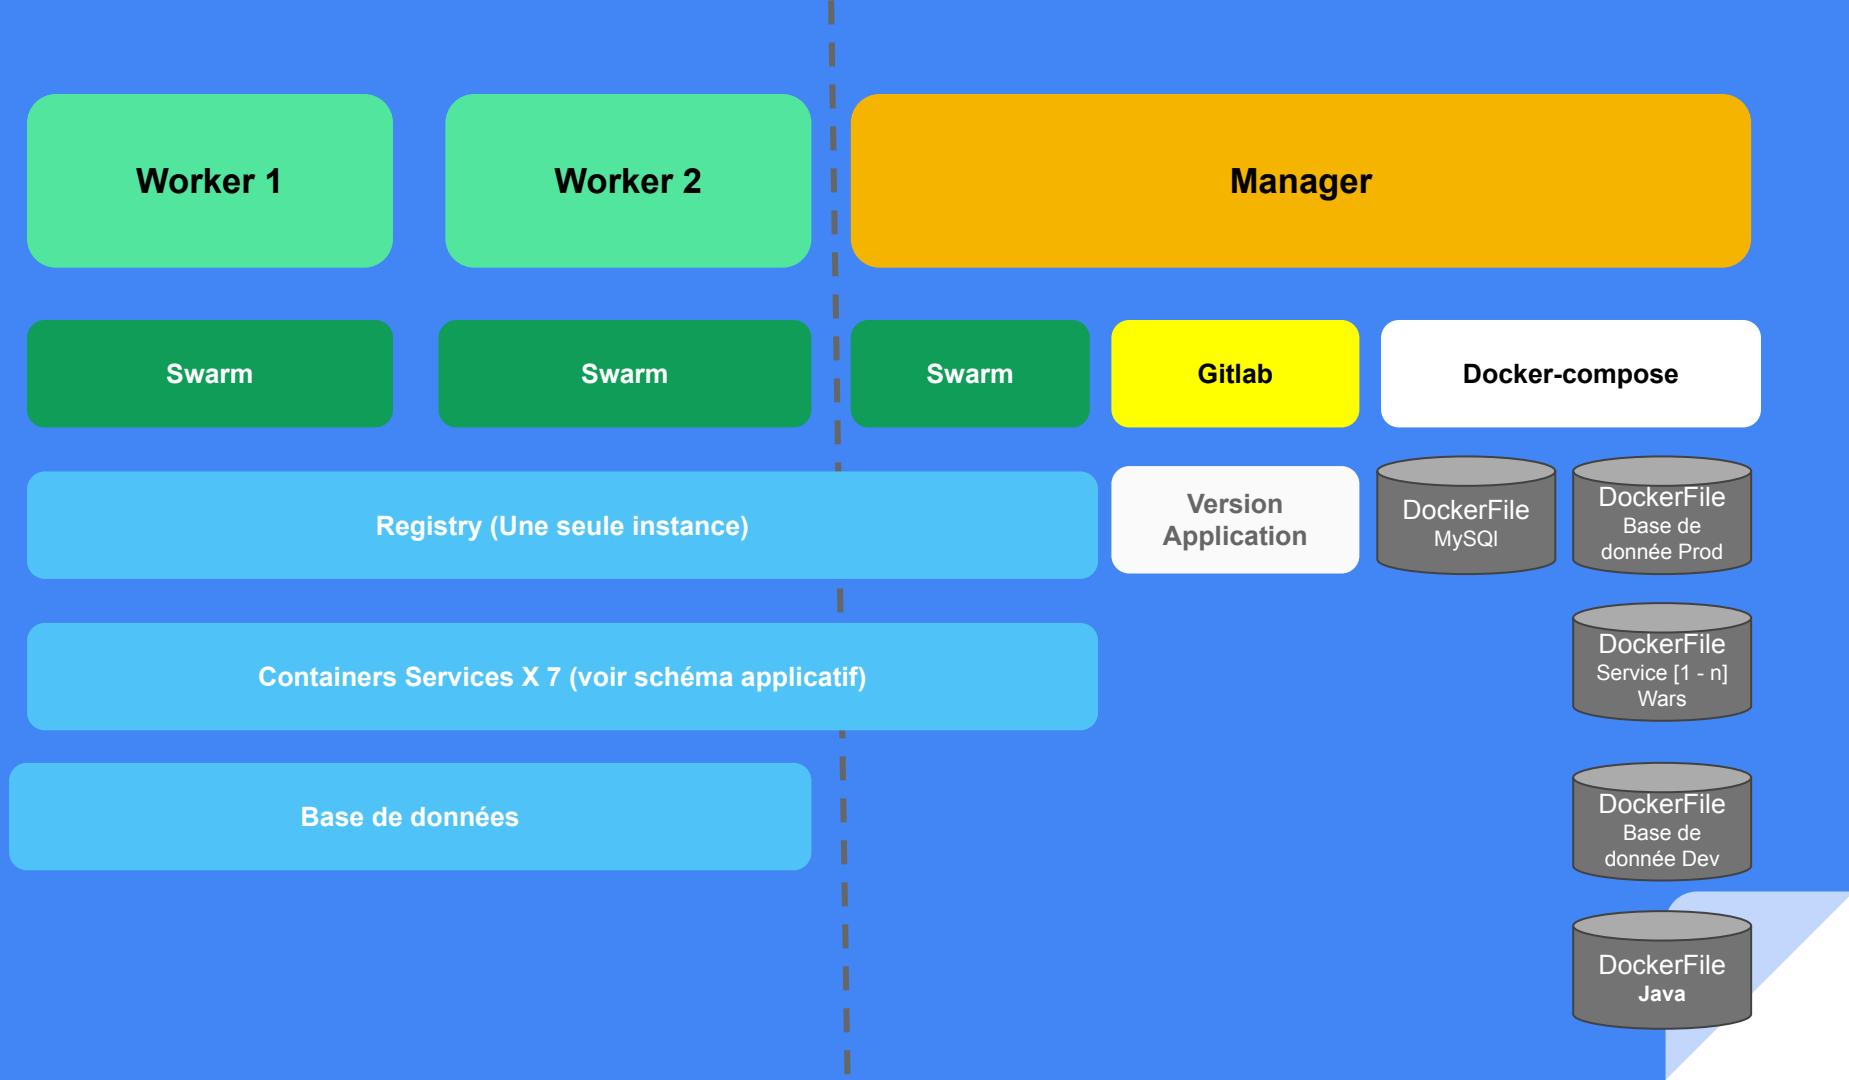 Worker 1
Worker 2
Manager
Swarm
Swarm
Swarm
Gitlab
Docker-compose
Registry (Une seule instance)
Version
Application
DockerFile
MySQl
DockerFile
Base de
donnée Prod
Containers Services X 7 (voir schéma applicatif)
DockerFile
Service [1 - n]
Wars
Base de données
DockerFile
Base de
donnée Dev
DockerFile
Java